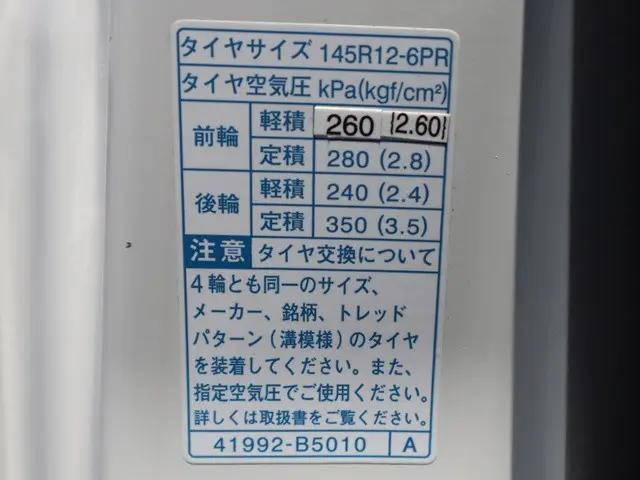 タイヤサイズ 145R12-6PR
タイヤ空気圧 kPa(kgf/cm²)
前輪 軽積 260 (2.60)
定積 280 (2.8)
後輪 軽積 240 (2.4)
定積 350 (3.5)
注意 タイヤ交換について
4輪とも同一のサイズ、
メーカー、銘柄、トレッド
パターン(溝模様)のタイヤ
を装着してください。また、
指定空気圧でご使用ください。
詳しくは取扱書をご覧ください。
41992-B5010 A